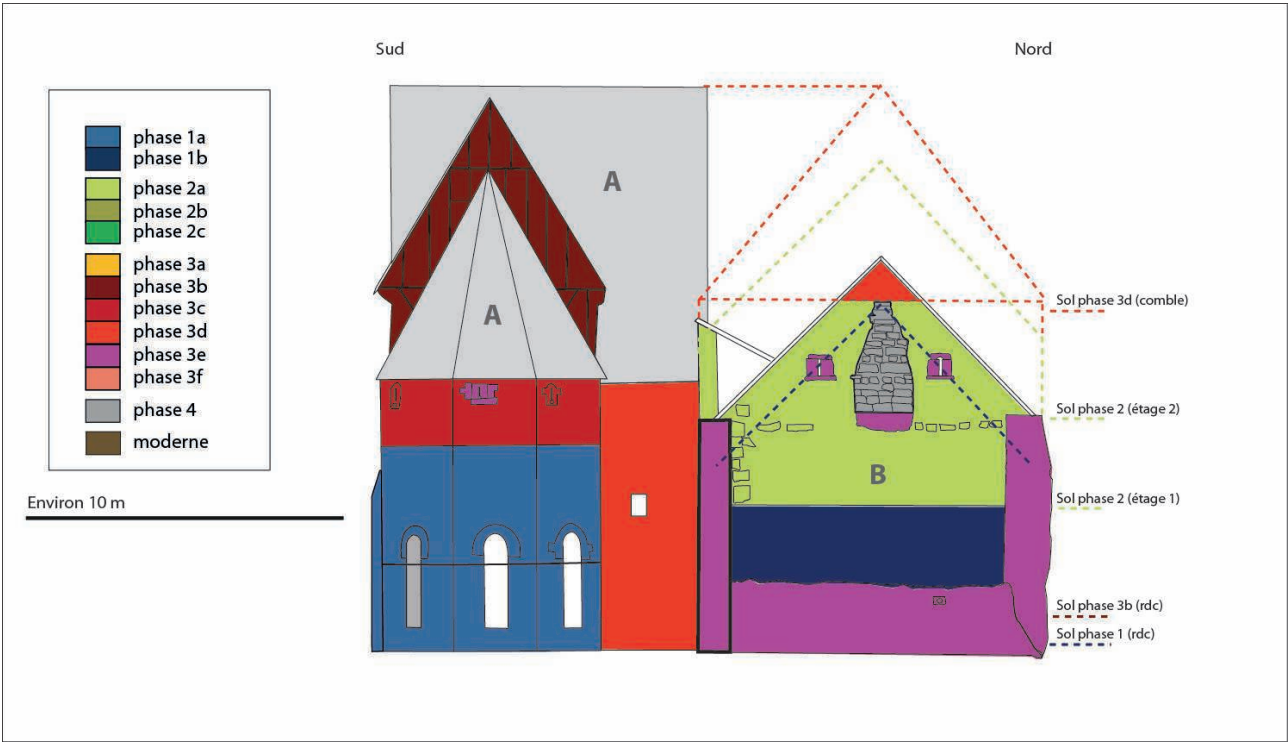 Sud
Nord
phase 1a
phase 1b
phase 2a
phase 2b
phase 2c
phase 3a
phase 3b
phase 3c
phase 3d
phase 3e
phase 3f
phase 4
moderne
Environ 10 m
A
A
B
1
1
Sol phase 3d (comble)
Sol phase 2 (étage 2)
Sol phase 2 (étage 1)
Sol phase 3b (rdc)
Sol phase 1 (rdc)